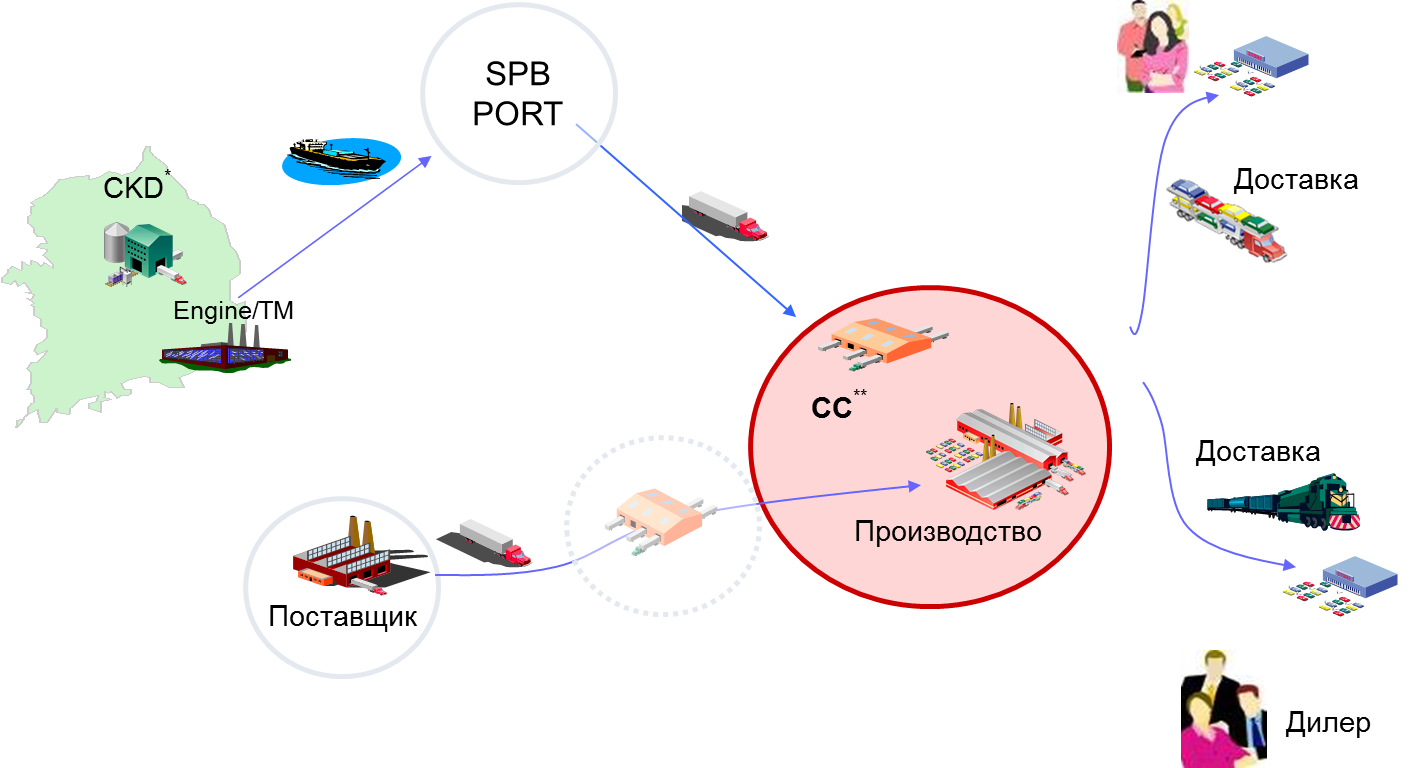 SPB
PORT
CKD*
Engine/TM
Доставка
CC**
Производство
Доставка
Поставщик
Дилер